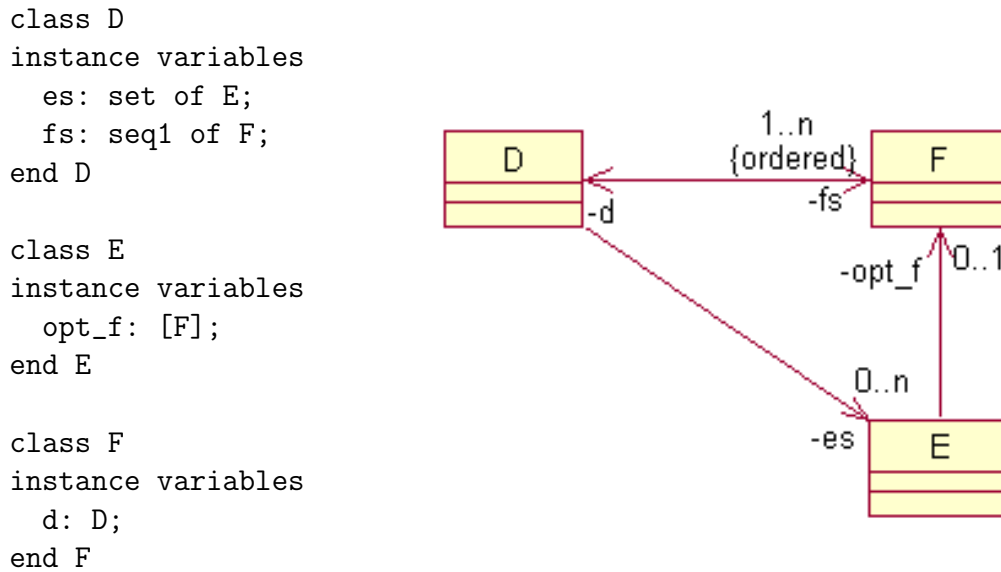 class D
instance variables
  es: set of E;
  fs: seq1 of F;
end D

class E
instance variables
  opt_f: [F];
end E

class F
instance variables
  d: D;
end F

1..n
{ordered}
D
F
-d
-fs
-opt_f
0..1
0..n
-es
E